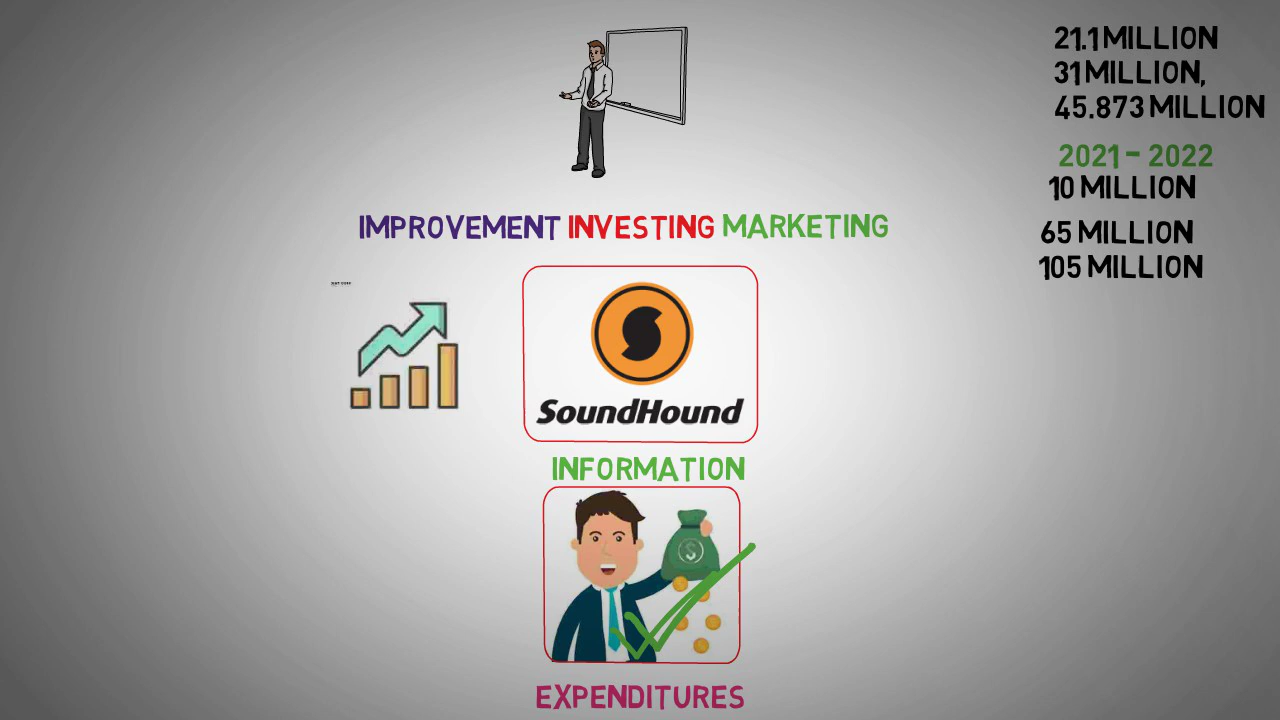 21.1 MILLION
31 MILLION,
45.873 MILLION
2021 - 2022
10 MILLION
65 MILLION
105 MILLION
IMPROVEMENT INVESTING MARKETING
SoundHound
INFORMATION
EXPENDITURES